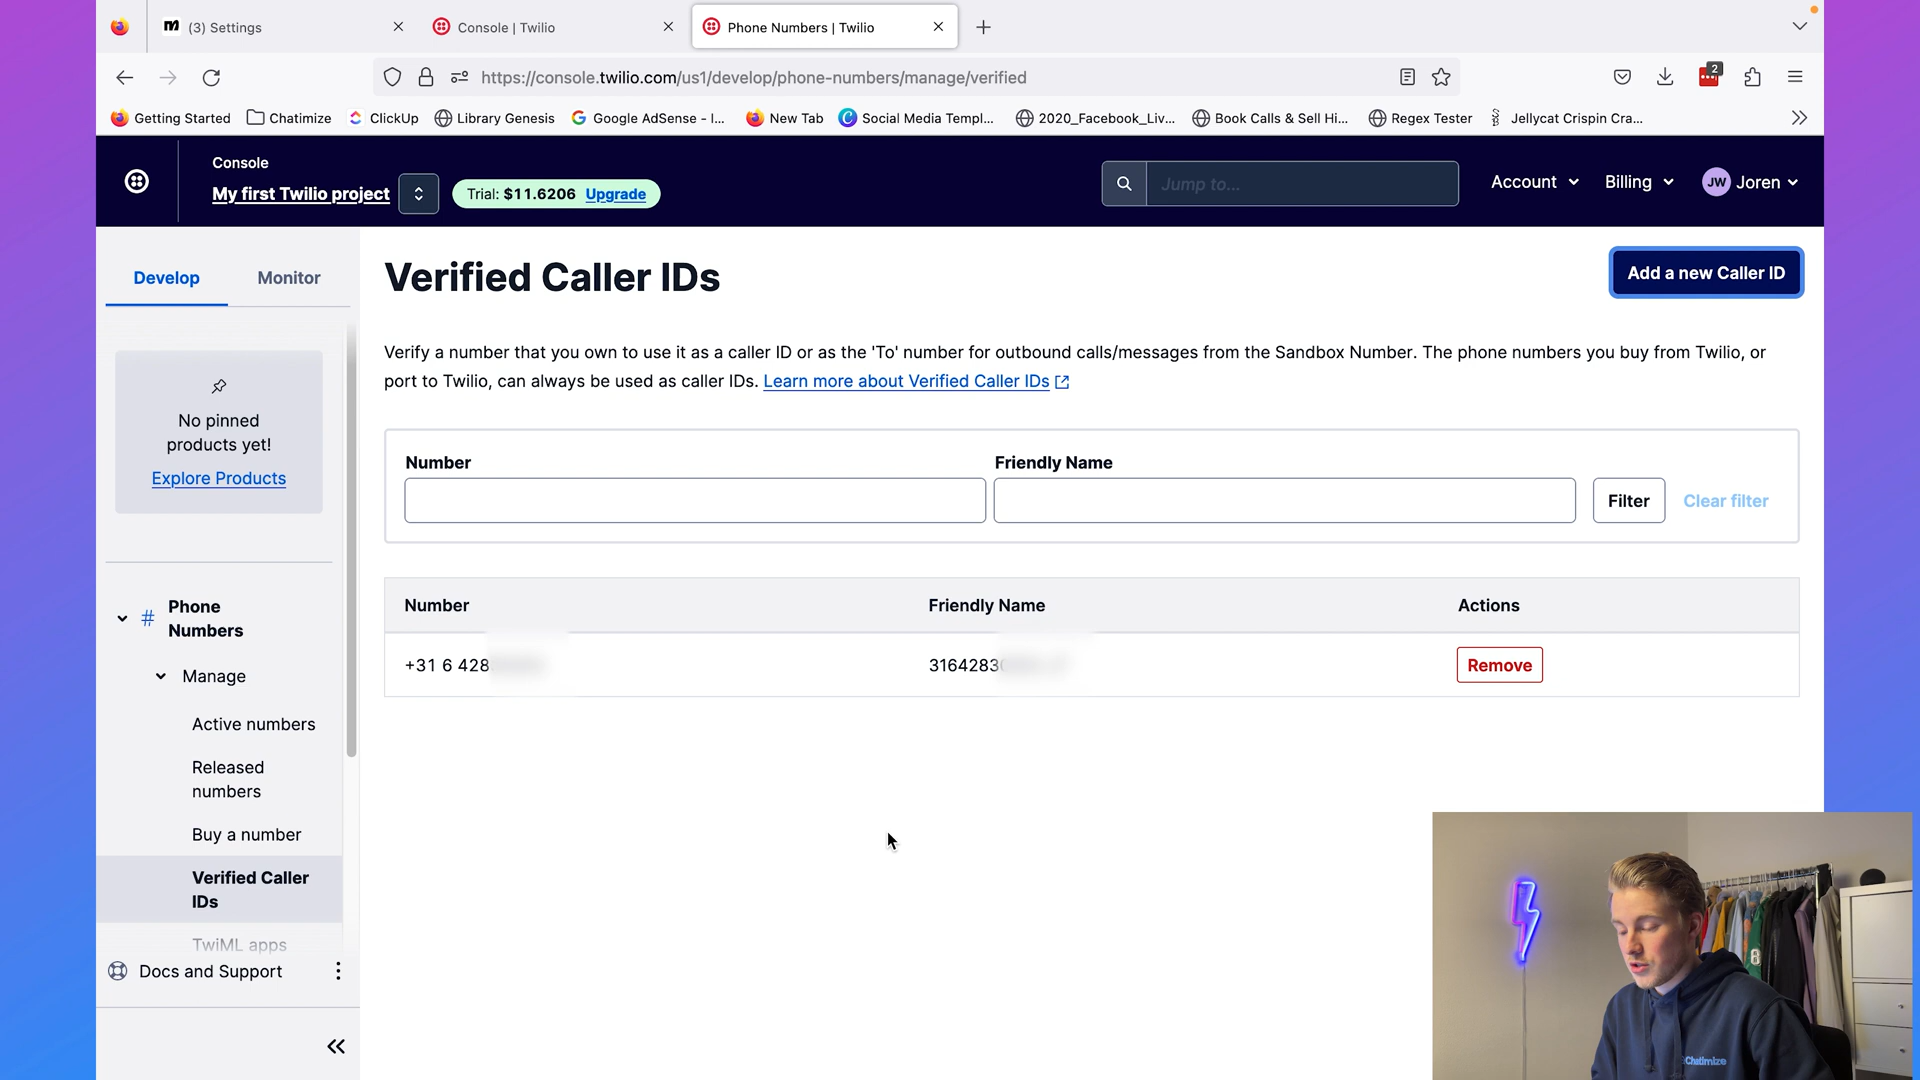 (3) Settings
Console | Twilio
Phone Numbers | Twilio
https://console.twilio.com/us1/develop/phone-numbers/manage/verified
2
Getting Started
Chatimize
ClickUp
Library Genesis
Google AdSense - I...
New Tab
Social Media Templ...
2020_Facebook_Liv...
Book Calls & Sell Hi...
Regex Tester
Jellycat Crispin Cra...
Console
My first Twilio project
Trial: $11.6206 Upgrade
Jump to...
Account
Billing
JW Joren
Develop
Monitor
No pinned
products yet!
Explore Products
# Phone
Numbers
Manage
Active numbers
Released
numbers
Buy a number
Verified Caller
IDs
TwiML apps
Docs and Support
Verified Caller IDs
Add a new Caller ID
Verify a number that you own to use it as a caller ID or as the 'To' number for outbound calls/messages from the Sandbox Number. The phone numbers you buy from Twilio, or
port to Twilio, can always be used as caller IDs. Learn more about Verified Caller IDs
Number
Friendly Name
Filter
Clear filter
Number
Friendly Name
Actions
+31 6 428
3164283
Remove
Chatimize